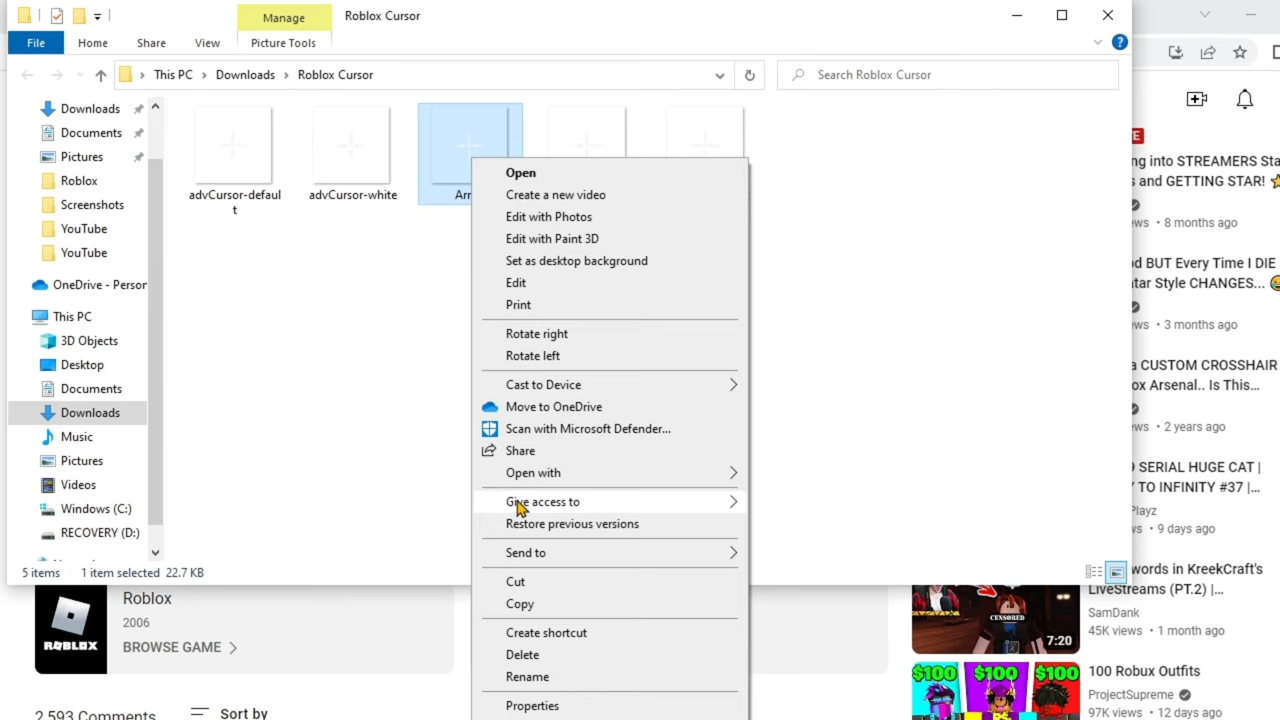 Manage
Roblox Cursor
File
Home
Share
View
Picture Tools
This PC
Downloads
Roblox Cursor
Search Roblox Cursor
Downloads
Documents
Pictures
Roblox
Screenshots
YouTube
YouTube
OneDrive - Person
This PC
3D Objects
Desktop
Documents
Downloads
Music
Pictures
Videos
Windows (C:)
RECOVERY (D:)
advCursor-defaul
t
advCursor-white
Arr
Open
Create a new video
Edit with Photos
Edit with Paint 3D
Set as desktop background
Edit
Print
Rotate right
Rotate left
Cast to Device
Move to OneDrive
Scan with Microsoft Defender...
Share
Open with
Give access to
Restore previous versions
Send to
Cut
Copy
Create shortcut
Delete
Rename
Properties
5 items
1 item selected 22.7 KB
ROBLOX
Roblox
2006
BROWSE GAME
2,593 Comments
Sort by
E
ng into STREAMERS Sta
s and GETTING STAR!
ews • 8 months ago
d BUT Every Time I DIE
tar Style CHANGES...
ews • 3 months ago
a CUSTOM CROSSHAIR
ox Arsenal.. Is This...
ews • 2 years ago
9 SERIAL HUGE CAT |
Y TO INFINITY #37 |...
Playz
ws • 9 days ago
words in KreekCraft's
LiveStreams (PT.2) |...
SamDank
45K views • 1 month ago
CENSORED
7:20
100 Robux Outfits
ProjectSupreme
97K views • 12 days ago
$100
$100
$100